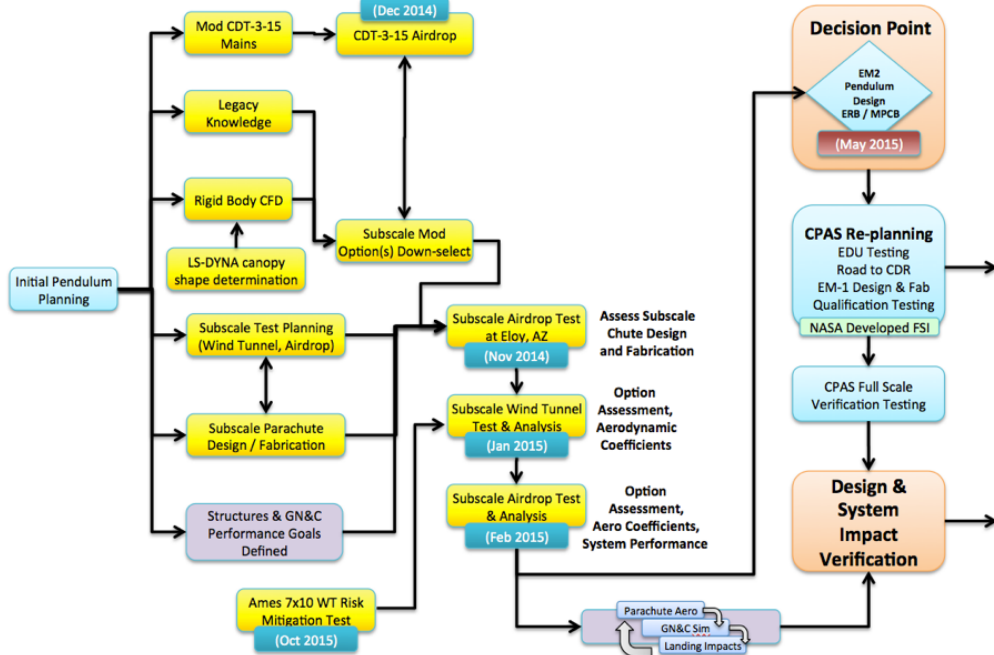 (Dec 2014)
Mod CDT-3-15
Mains
CDT-3-15 Airdrop
Legacy
Knowledge
Rigid Body CFD
LS-DYNA canopy
shape determination
Subscale Mod
Option(s) Down-select
Initial Pendulum
Planning
Subscale Test Planning
(Wind Tunnel, Airdrop)
Subscale Parachute
Design / Fabrication
Structures & GN&C
Performance Goals
Defined
Ames 7x10 WT Risk
Mitigation Test
(Oct 2015)
Subscale Airdrop Test
at Eloy, AZ
(Nov 2014)
Assess Subscale
Chute Design
and Fabrication
Subscale Wind Tunnel
Test & Analysis
(Jan 2015)
Option
Assessment,
Aerodynamic
Coefficients
Subscale Airdrop Test
& Analysis
(Feb 2015)
Option
Assessment,
Aero Coefficients,
System Performance
Parachute Aero
GN&C Sim
Landing Impacts
Decision Point
EM2
Pendulum
Design
ERB / MPCB
(May 2015)
CPAS Re-planning
EDU Testing
Road to CDR
EM-1 Design & Fab
Qualification Testing
NASA Developed FSI
CPAS Full Scale
Verification Testing
Design &
System
Impact
Verification